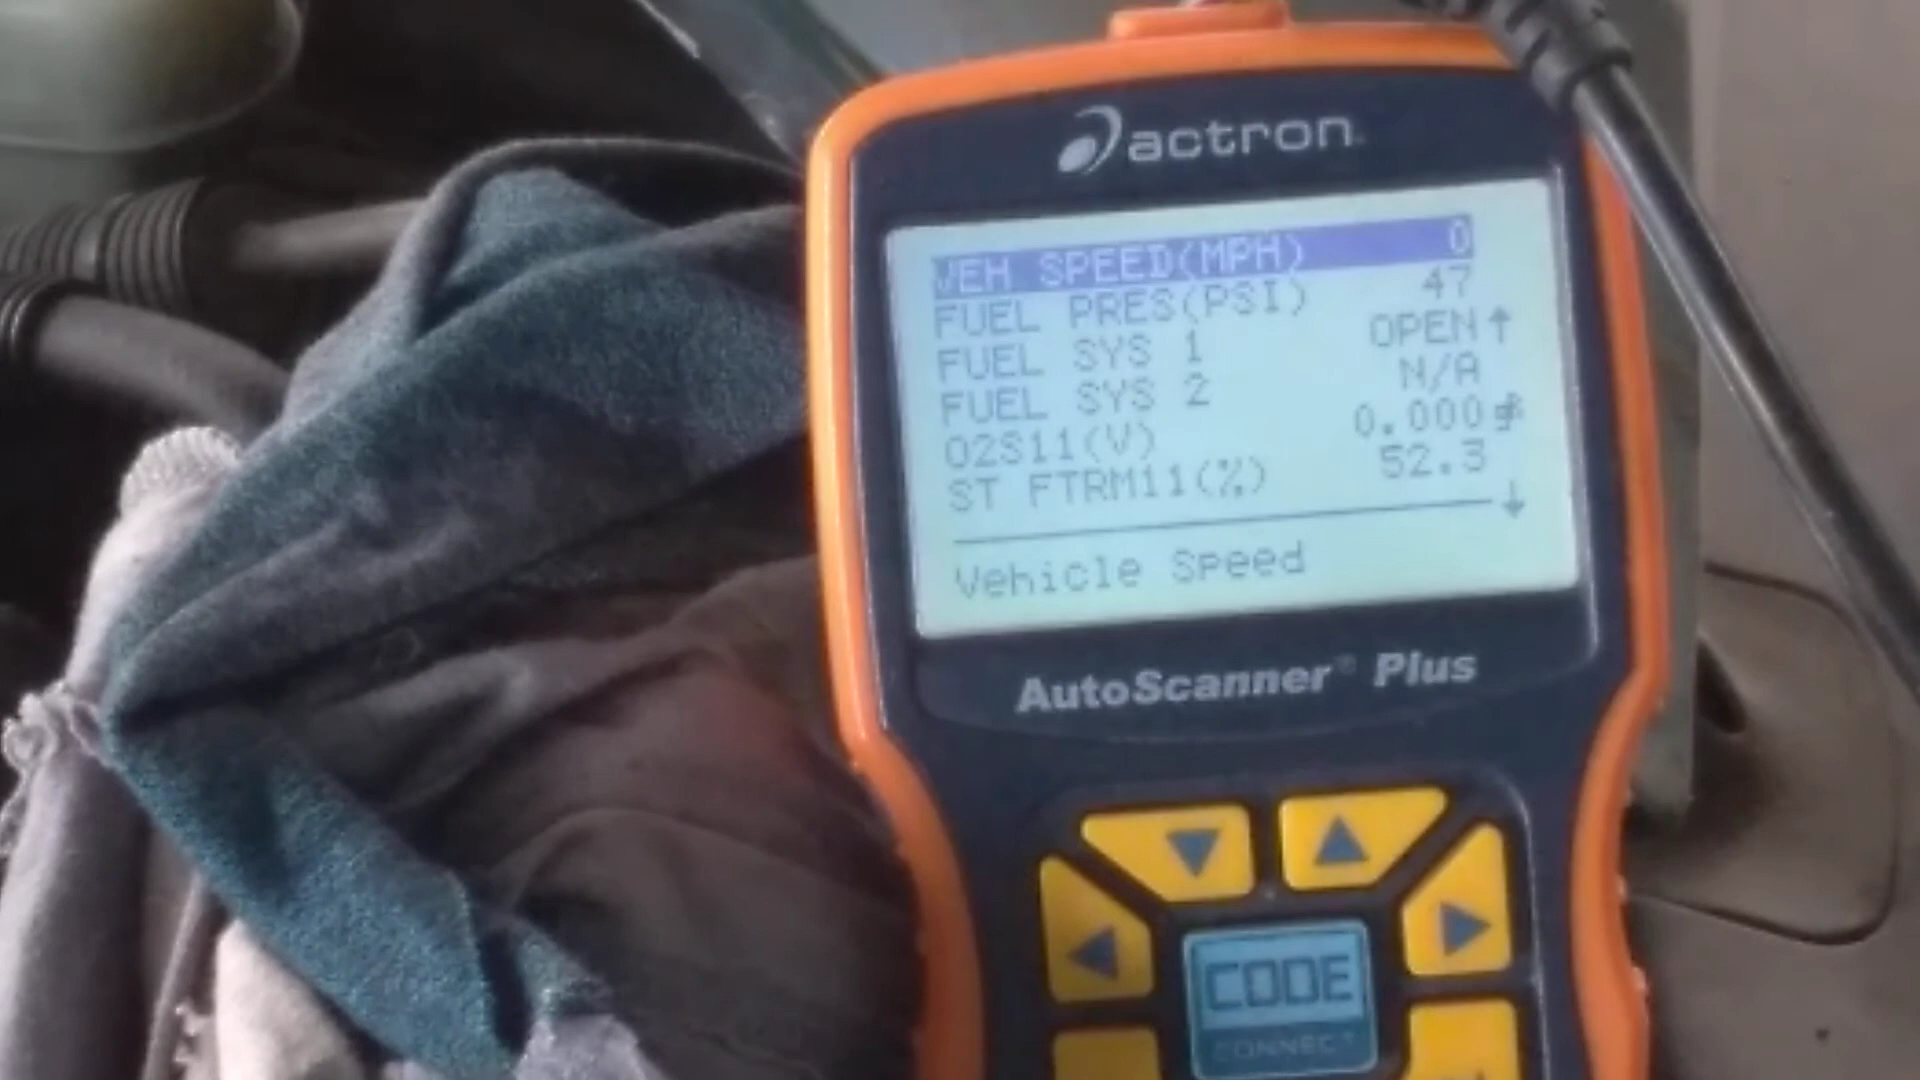 actron
VEH SPEED(MPH) 0
FUEL PRES(PSI) 47
FUEL SYS 1 OPEN↑
FUEL SYS 2 N/A
O2S11(V) 0.000
ST FTRM11(%) 52.3
↓
Vehicle Speed
AutoScanner® Plus
CODE
CONNECT